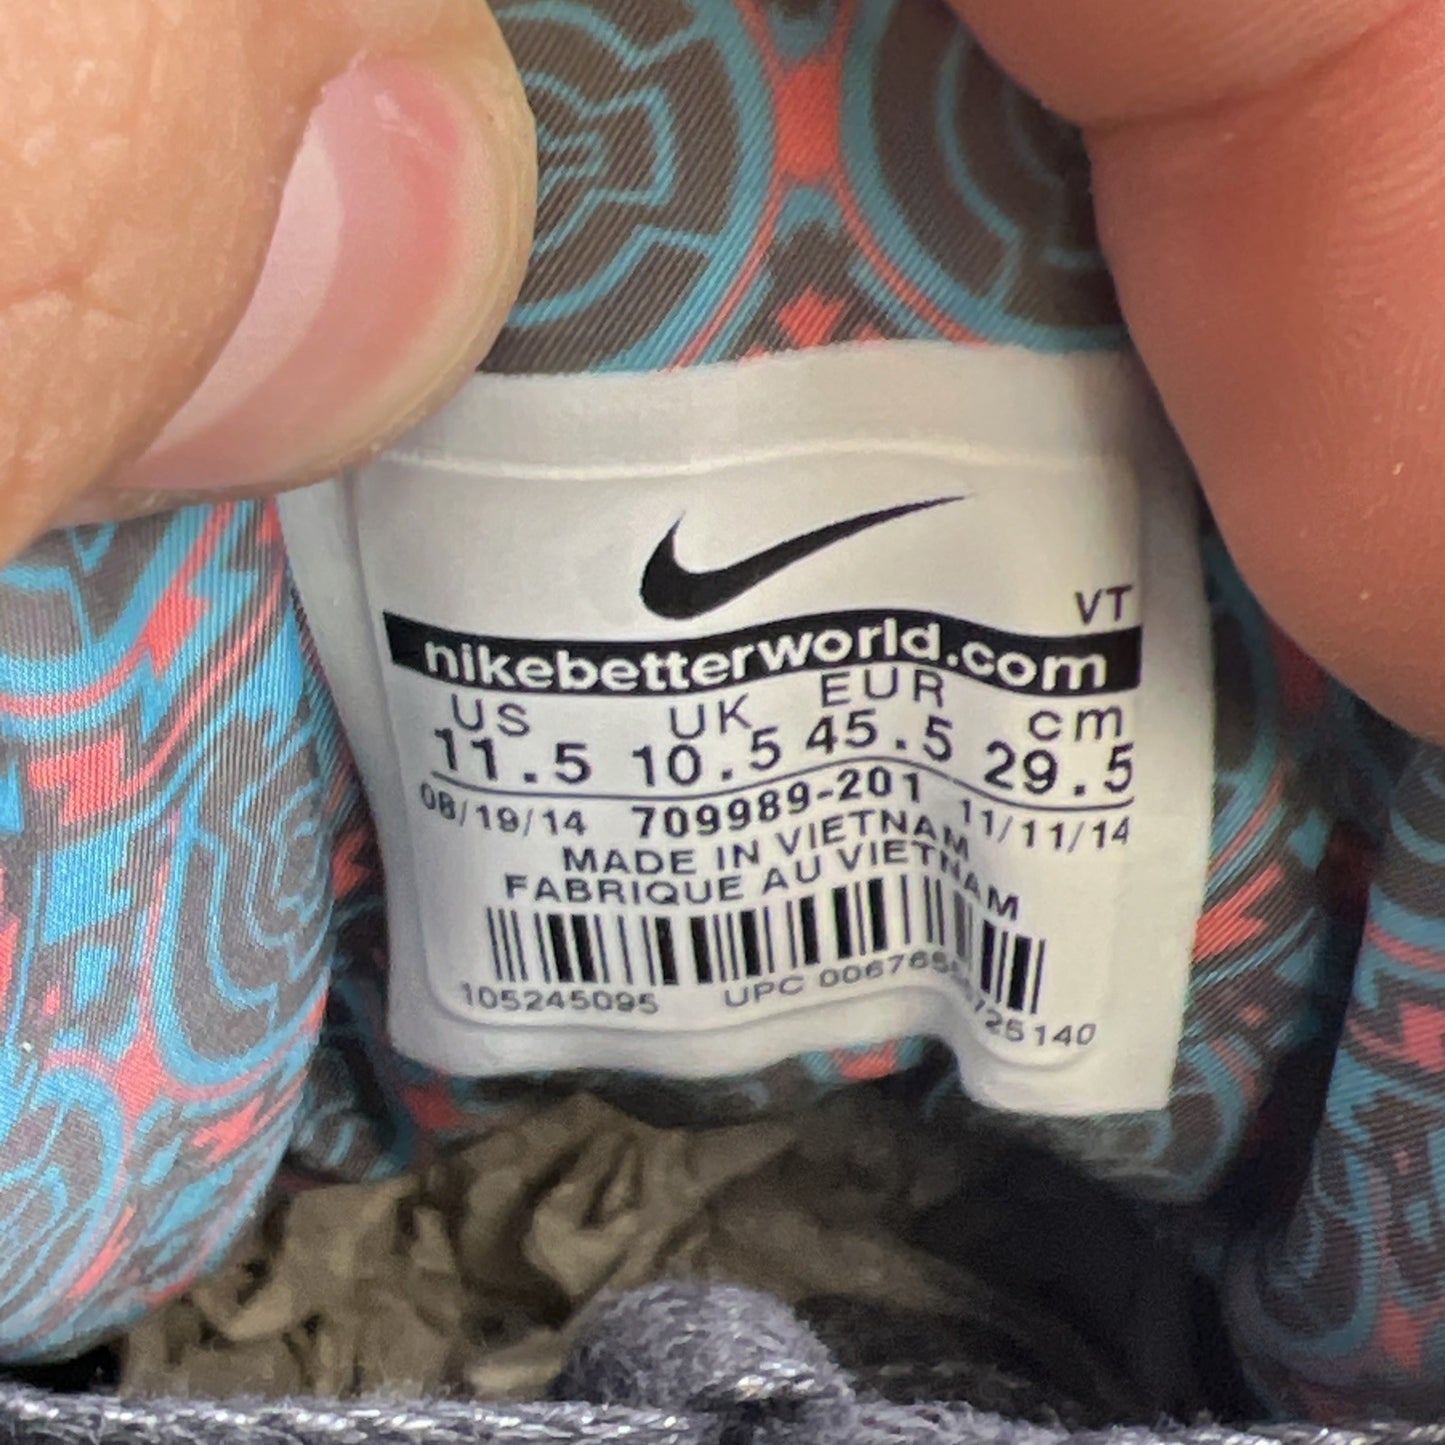 VT
nikebetterworld.com
US UK EUR cm
11.5 10.5 45.5 29.5
08/19/14 709989-201 11/11/14
MADE IN VIETNAM
FABRIQUE AU VIETNAM
105245095 UPC